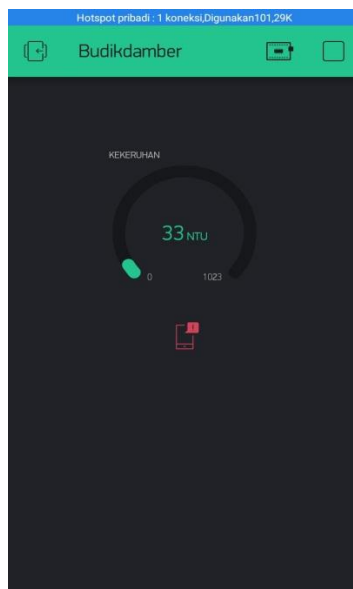 Hotspot pribadi : 1 koneksi,Digunakan101,29K
Budikdamber
KEKERUHAN
33 NTU
0 1023